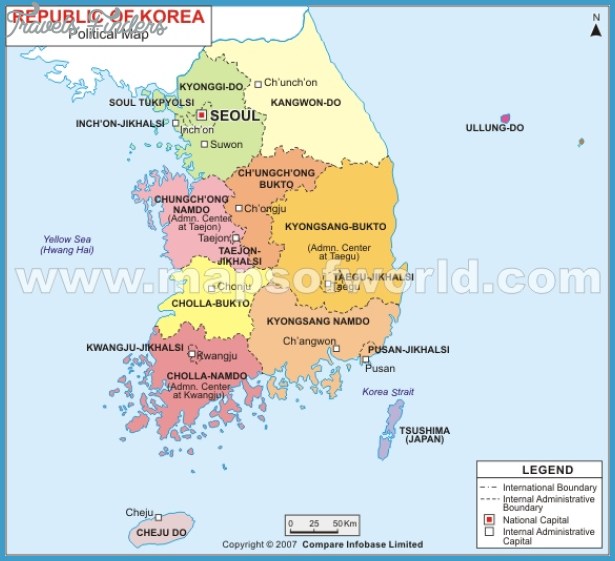 REPUBLIC OF KOREA
Travels Finders
Political Map
N
KYONGGI-DO
Ch'unch'on
SOUL TUKPYOLSI
KANGWON-DO
SEOUL
INCH'ON-JIKHALSI
Inch'on
ULLUNG-DO
Suwon
CH'UNGCH'ONG
BUKTO
CHUNGCH'ONG
NAMDO
(Admn. Center
at Taejon)
Ch'ongju
KYONGSANG-BUKTO
(Admn. Center
at Taegu)
Yellow Sea
(Hwang Hai)
Taejon
TAEJON-
JIKHALSI
www.mapsofworld.com
TAEGU-JIKHALSI
Taegu
Chonju
CHOLLA-BUKTO
KYONGSANG NAMDO
Ch'angwon
KWANGJU-JIKHALSI
Kwangju
PUSAN-JIKHALSI
Pusan
CHOLLA-NAMDO
(Admn. Center
at Kwangju)
Korea Strait
TSUSHIMA
(JAPAN)
Cheju
CHEJU DO
LEGEND
International Boundary
Internal Administrative
Boundary
National Capital
Internal Administrative
Capital
0 25 50 Km
Copyright © 2007 Compare Infobase Limited